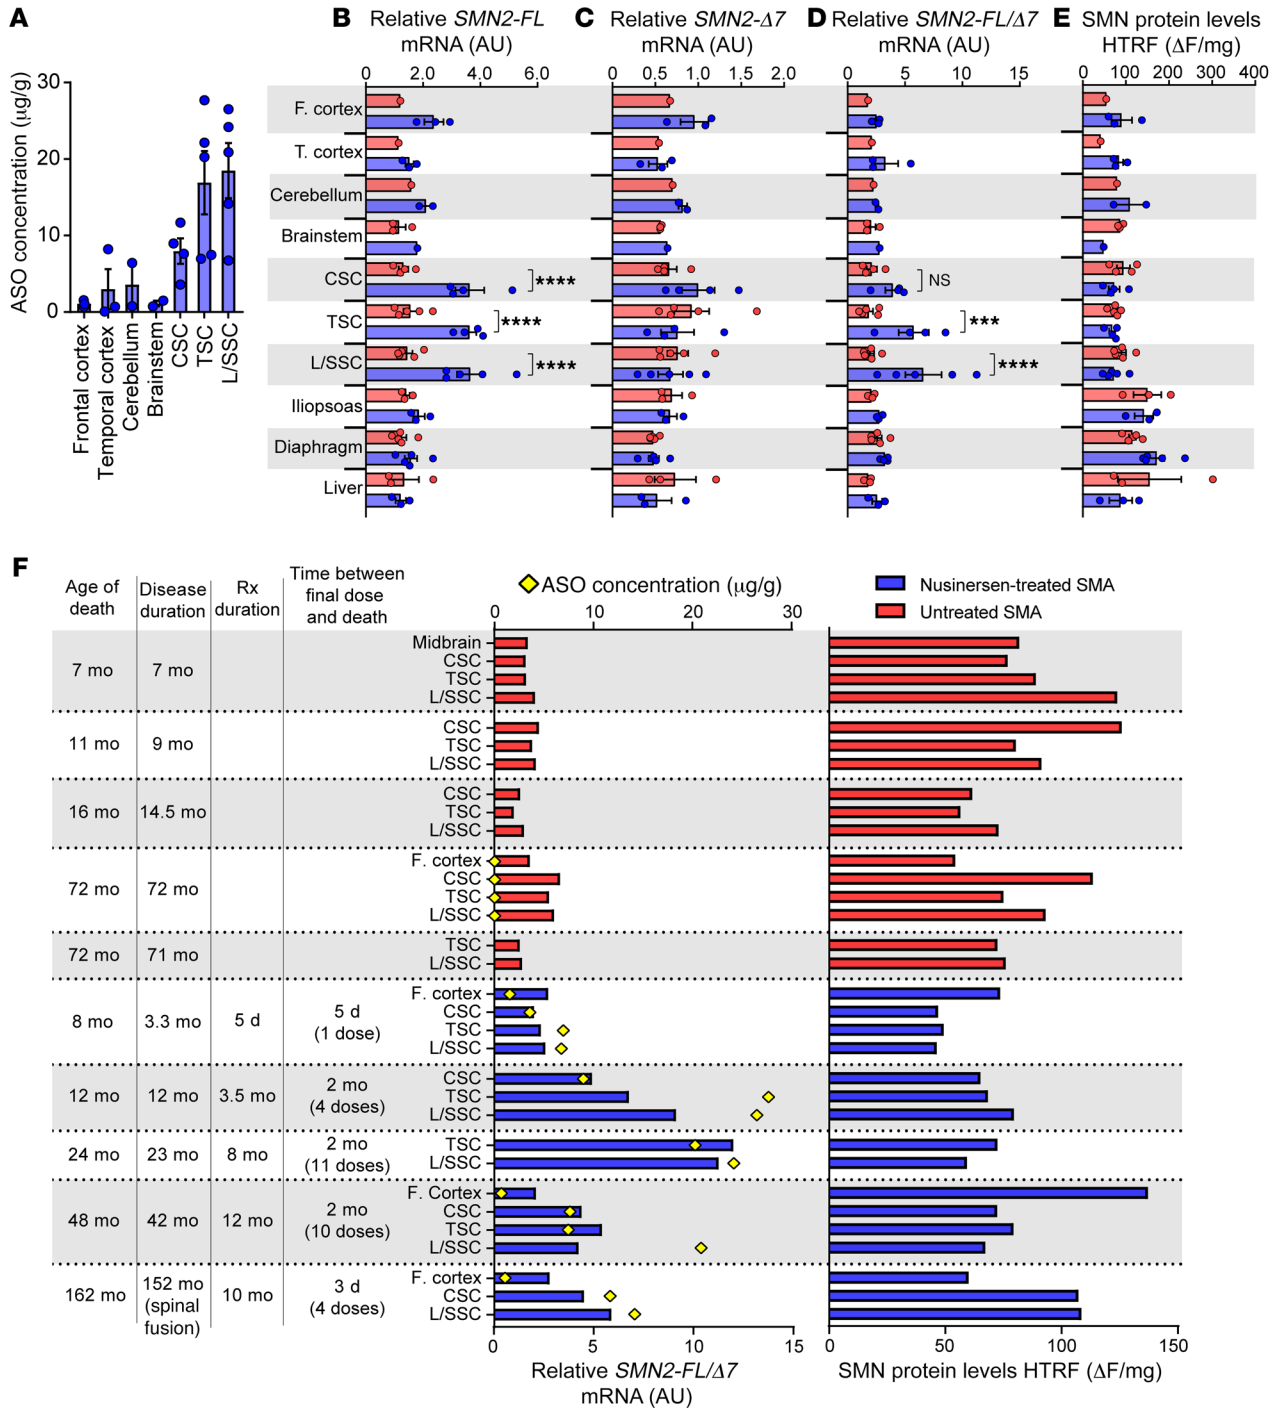 A
ASO concentration (µg/g)
30
20
10
0
Frontal cortex
Temporal cortex
Cerebellum
Brainstem
CSC
TSC
L/SSC
B
Relative SMN2-FL
mRNA (AU)
0 2.0 4.0 6.0
C
Relative SMN2-Δ7
mRNA (AU)
0 0.5 1.0 1.5 2.0
D
Relative SMN2-FL/Δ7
mRNA (AU)
0 5 10 15
E
SMN protein levels
HTRF (ΔF/mg)
0 100 200 300 400
F. cortex
T. cortex
Cerebellum
Brainstem
CSC
****
NS
TSC
****
***
L/SSC
****
****
Iliopsoas
Diaphragm
Liver
F
Age of
death
Disease
duration
Rx
duration
Time between
final dose
and death
ASO concentration (µg/g)
0 10 20 30
Nusinersen-treated SMA
Untreated SMA
7 mo 7 mo
Midbrain
CSC
TSC
L/SSC
11 mo 9 mo
CSC
TSC
L/SSC
16 mo 14.5 mo
CSC
TSC
L/SSC
72 mo 72 mo
F. cortex
CSC
TSC
L/SSC
72 mo 71 mo
TSC
L/SSC
8 mo 3.3 mo 5 d
5 d
(1 dose)
F. cortex
CSC
TSC
L/SSC
12 mo 12 mo 3.5 mo
2 mo
(4 doses)
CSC
TSC
L/SSC
24 mo 23 mo 8 mo
2 mo
(11 doses)
TSC
L/SSC
48 mo 42 mo 12 mo
2 mo
(10 doses)
F. Cortex
CSC
TSC
L/SSC
162 mo
152 mo
(spinal
fusion)
10 mo
3 d
(4 doses)
F. cortex
CSC
L/SSC
0 5 10 15
Relative SMN2-FL/Δ7
mRNA (AU)
0 50 100 150
SMN protein levels HTRF (ΔF/mg)